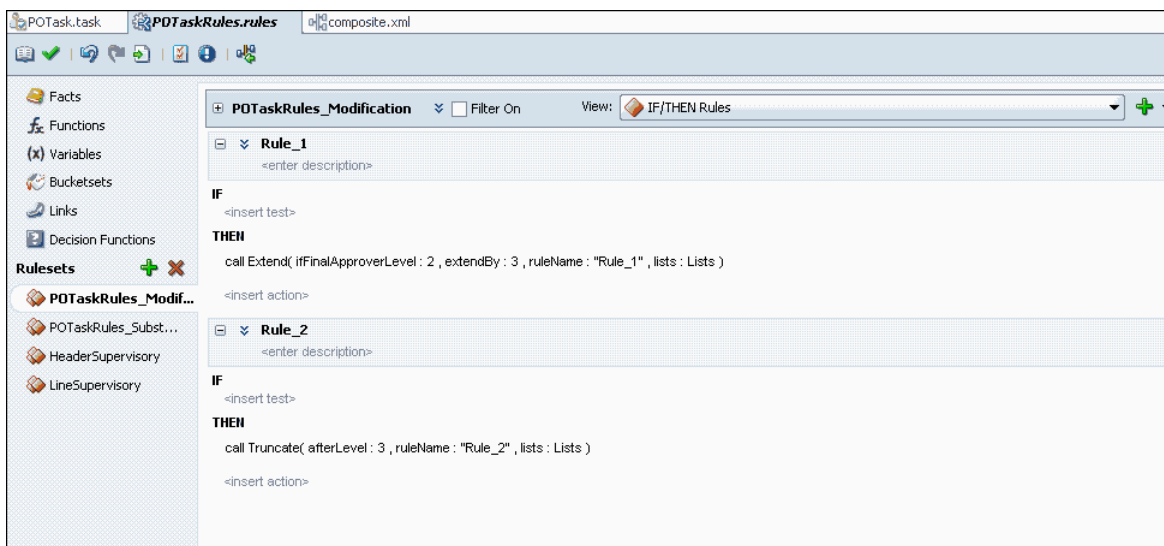 POTask.task POTaskRules.rules composite.xml
Facts
Functions
Variables
Bucketsets
Links
Decision Functions
Rulesets
POTaskRules_Modif...
POTaskRules_Subst...
HeaderSupervisory
LineSupervisory
POTaskRules_Modification Filter On View: IF/THEN Rules
Rule_1
<enter description>
IF
<insert test>
THEN
call Extend( ifFinalApproverLevel : 2 , extendBy : 3 , ruleName : "Rule_1" , lists : Lists )
<insert action>
Rule_2
<enter description>
IF
<insert test>
THEN
call Truncate( afterLevel : 3 , ruleName : "Rule_2" , lists : Lists )
<insert action>